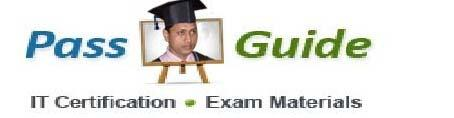 Pass Guide
IT Certification • Exam Materials